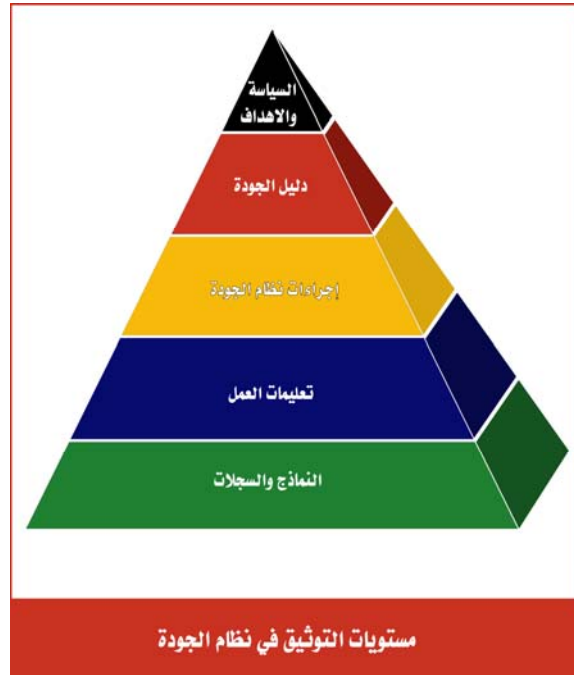 السياسة
والاهداف
دليل الجودة
إجراءات نظام الجودة
تعليمات العمل
النماذج والسجلات
مستويات التوثيق في نظام الجودة